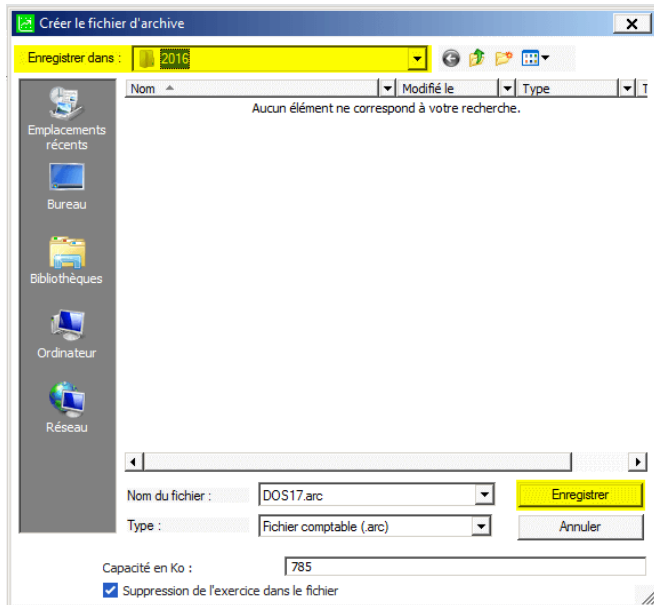 Créer le fichier d'archive
Enregistrer dans : 2016
Nom Modifié le Type T
Aucun élément ne correspond à votre recherche.
Emplacements
récents
Bureau
Bibliothèques
Ordinateur
Réseau
Nom du fichier : DOS17.arc Enregistrer
Type : Fichier comptable (.arc) Annuler
Capacité en Ko : 785
Suppression de l'exercice dans le fichier